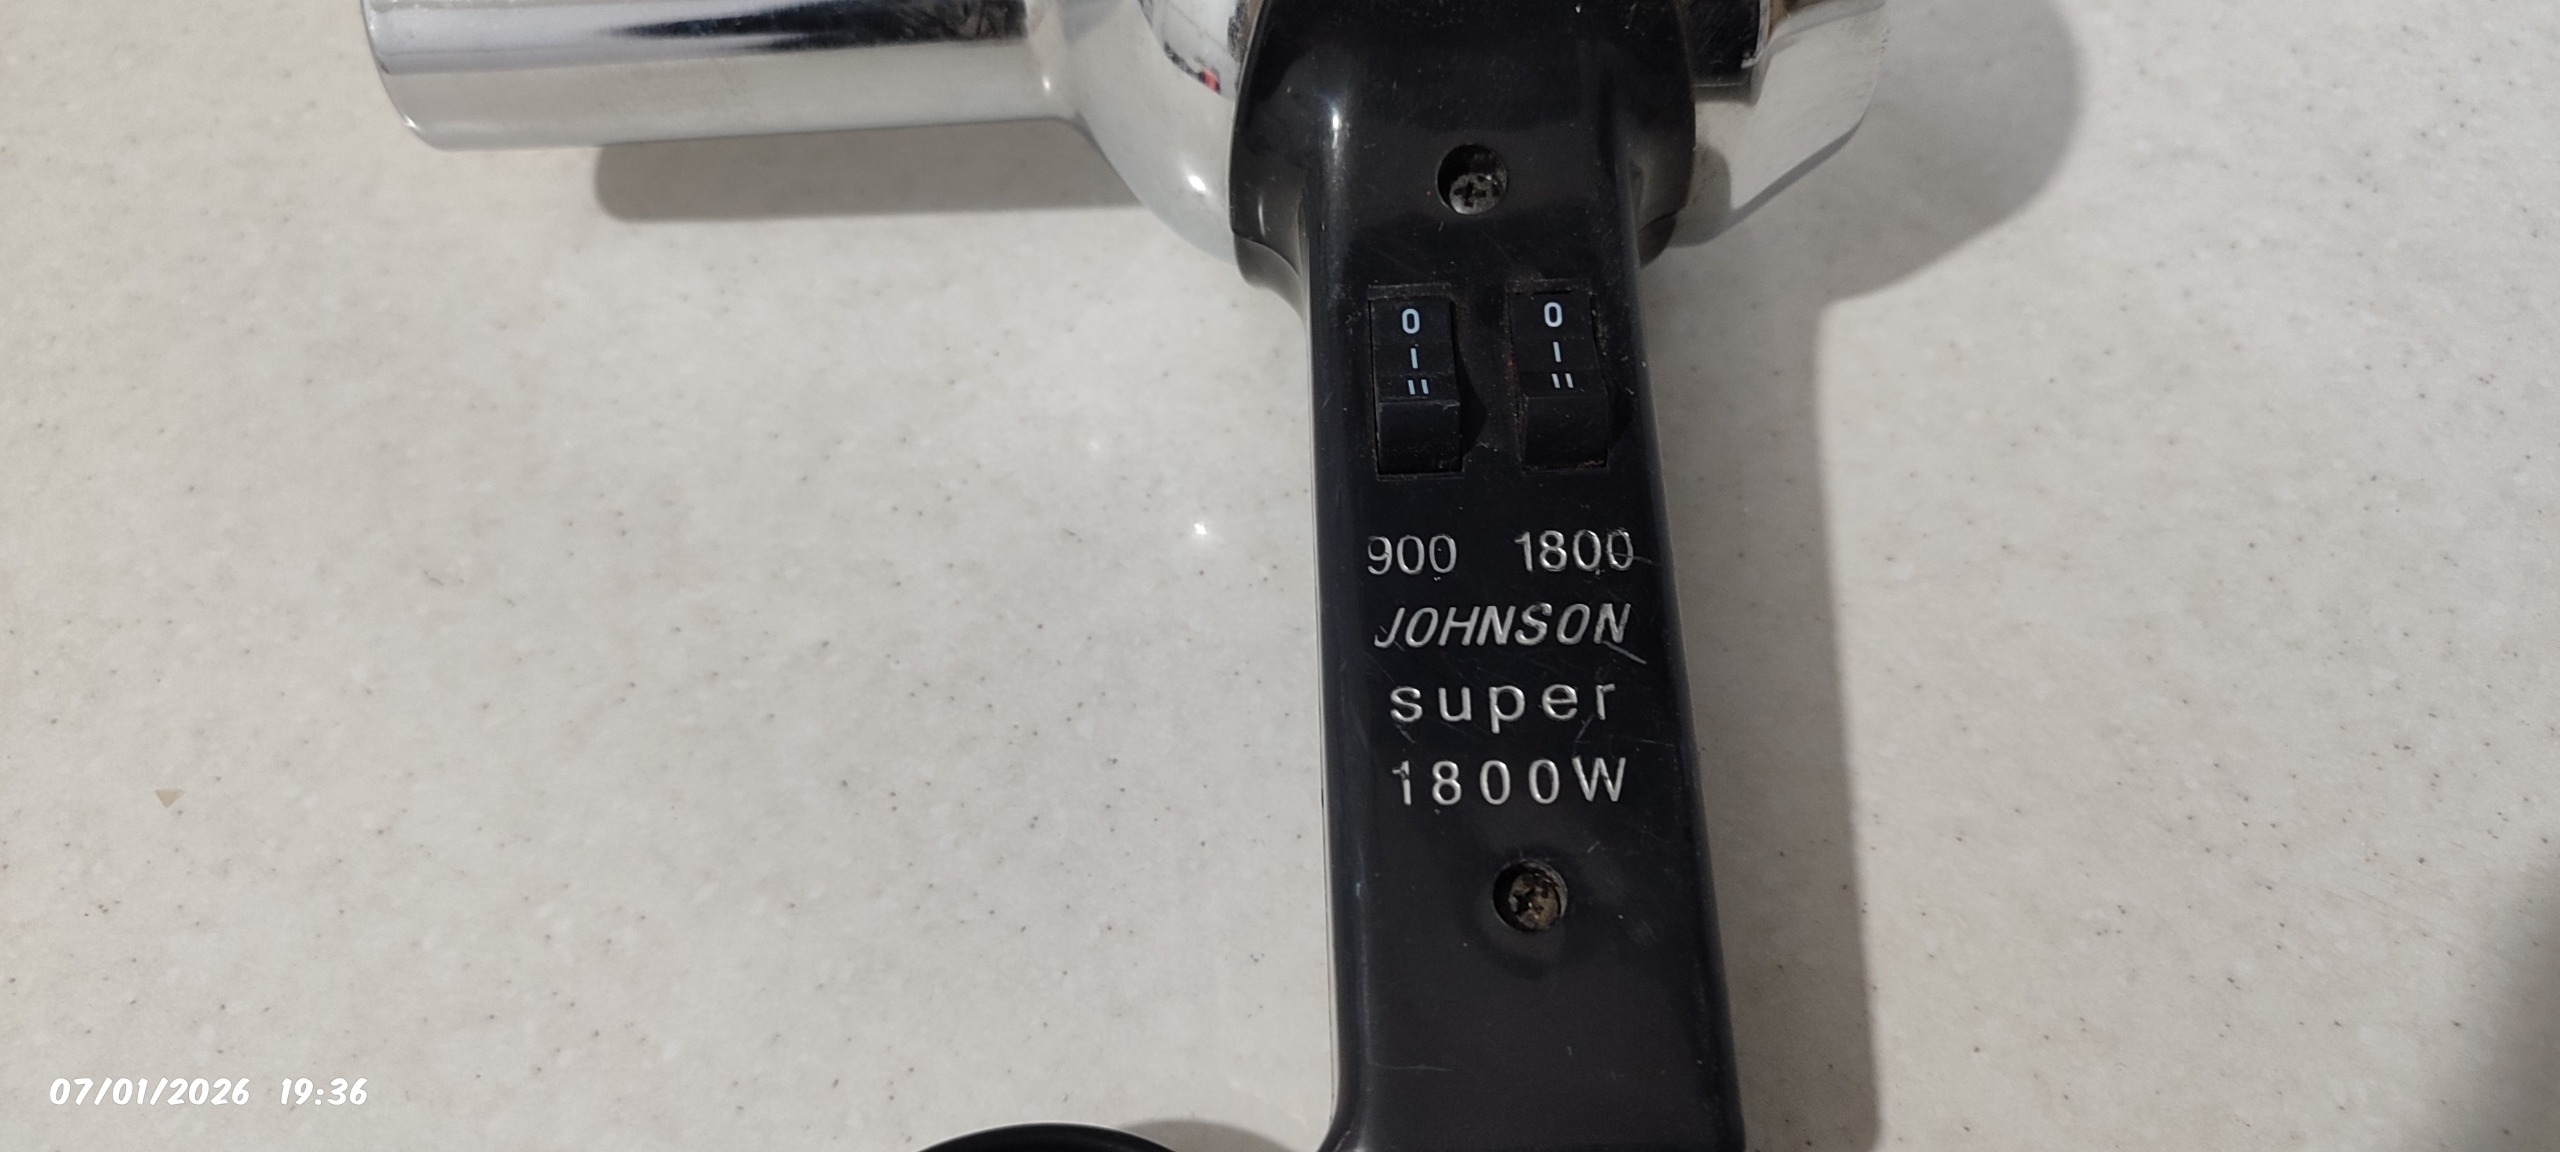 0 0
I I
II II
900 1800
JOHNSON
super
1800W
07/01/2026 19:36